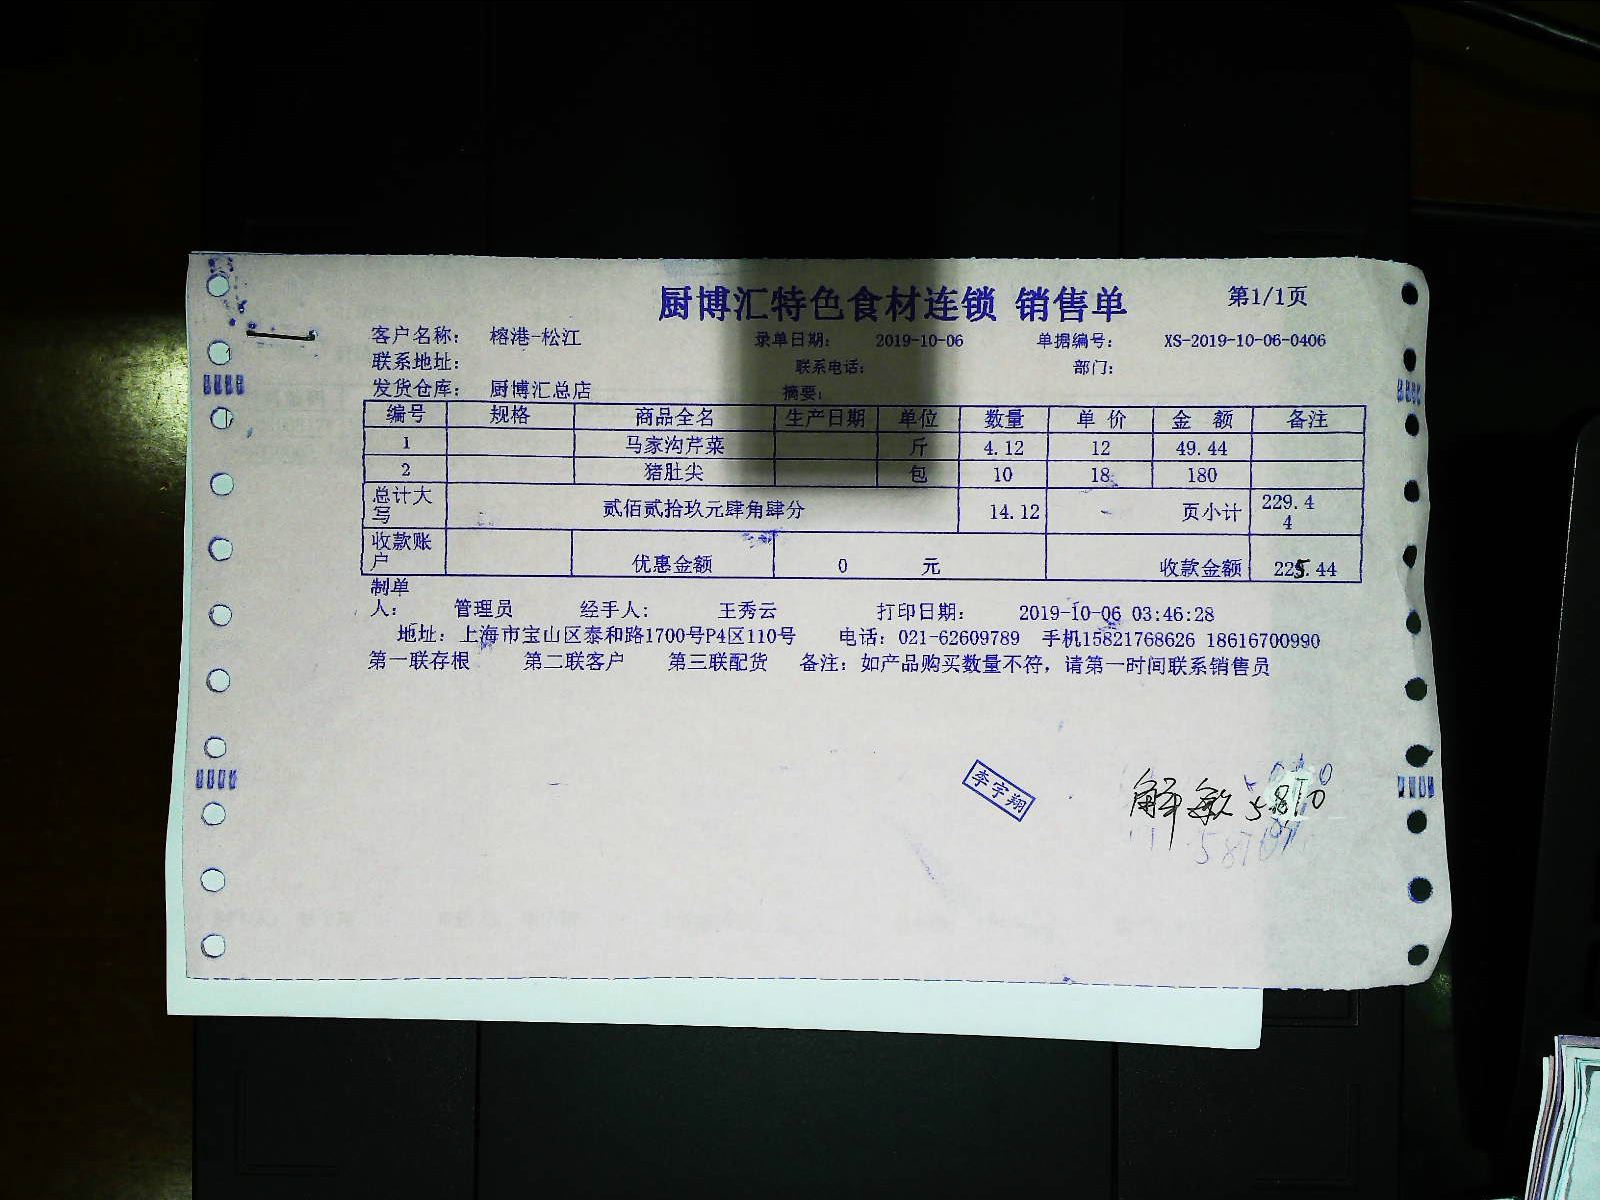 厨博汇特色食材连锁 销售单 第1/1页
客户名称: 榕港-松江 录单日期: 2019-10-06 单据编号: XS-2019-10-06-0406
联系地址: 联系电话: 部门:
发货仓库: 厨博汇总店 摘要:
编号 规格 商品全名 生产日期 单位 数量 单价 金额 备注
1 马家沟芹菜 斤 4.12 12 49.44
2 猪肚尖 包 10 18 180
总计大写 贰佰贰拾玖元肆角肆分 14.12 页小计 229.44
收款账户 优惠金额 0 元 收款金额 225.44
制单人: 管理员 经手人: 王秀云 打印日期: 2019-10-06 03:46:28
地址: 上海市宝山区泰和路1700号P4区110号 电话: 021-62609789 手机15821768626 18616700990
第一联存根 第二联客户 第三联配货 备注: 如产品购买数量不符, 请第一时间联系销售员
李宇翔
解敏 5870